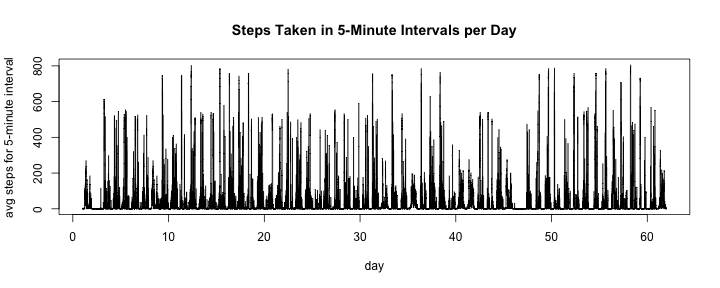 Steps Taken in 5-Minute Intervals per Day
avg steps for 5-minute interval
800
600
400
200
0
0 10 20 30 40 50 60
day